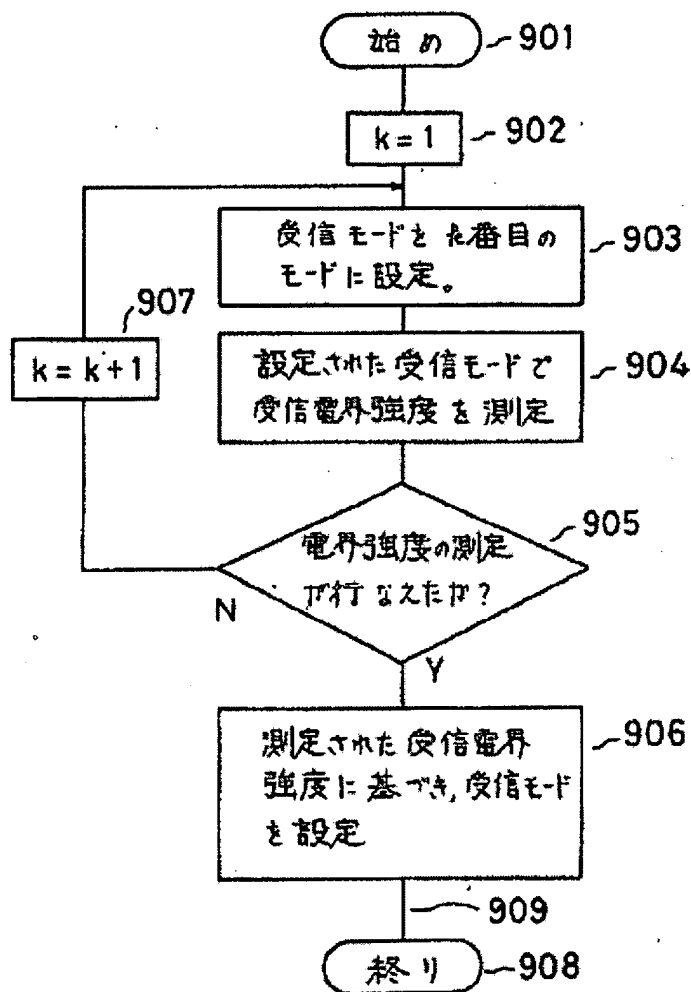 始め
901
k = 1
902
受信モードをk番目の
モードに設定。
903
907
k = k + 1
設定された受信モードで
受信電界強度を測定
904
電界強度の測定
が行なえたか?
905
N
Y
測定された受信電界
強度に基づき,受信モード
を設定
906
909
終り
908